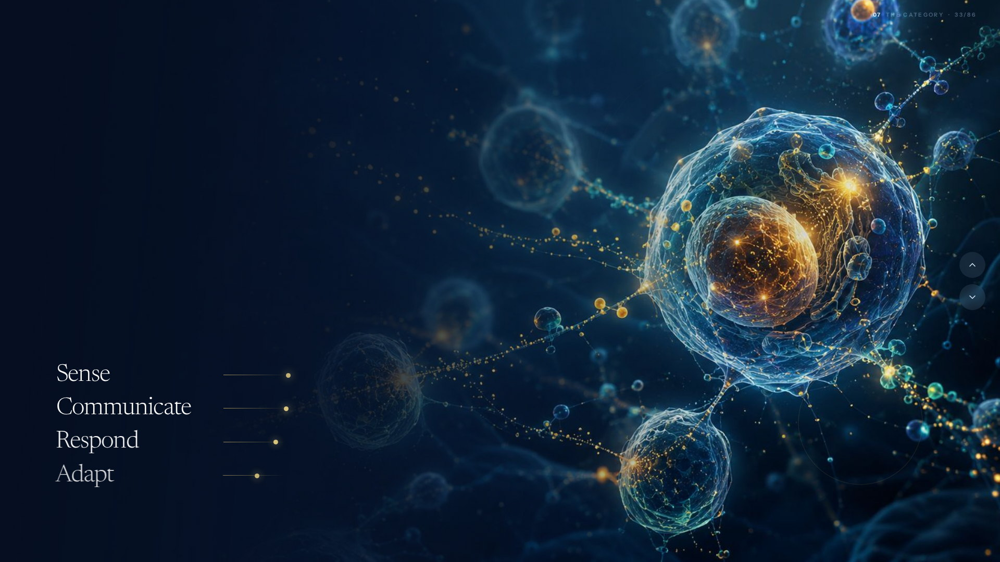 07 THE CATEGORY · 33/86
Sense
Communicate
Respond
Adapt